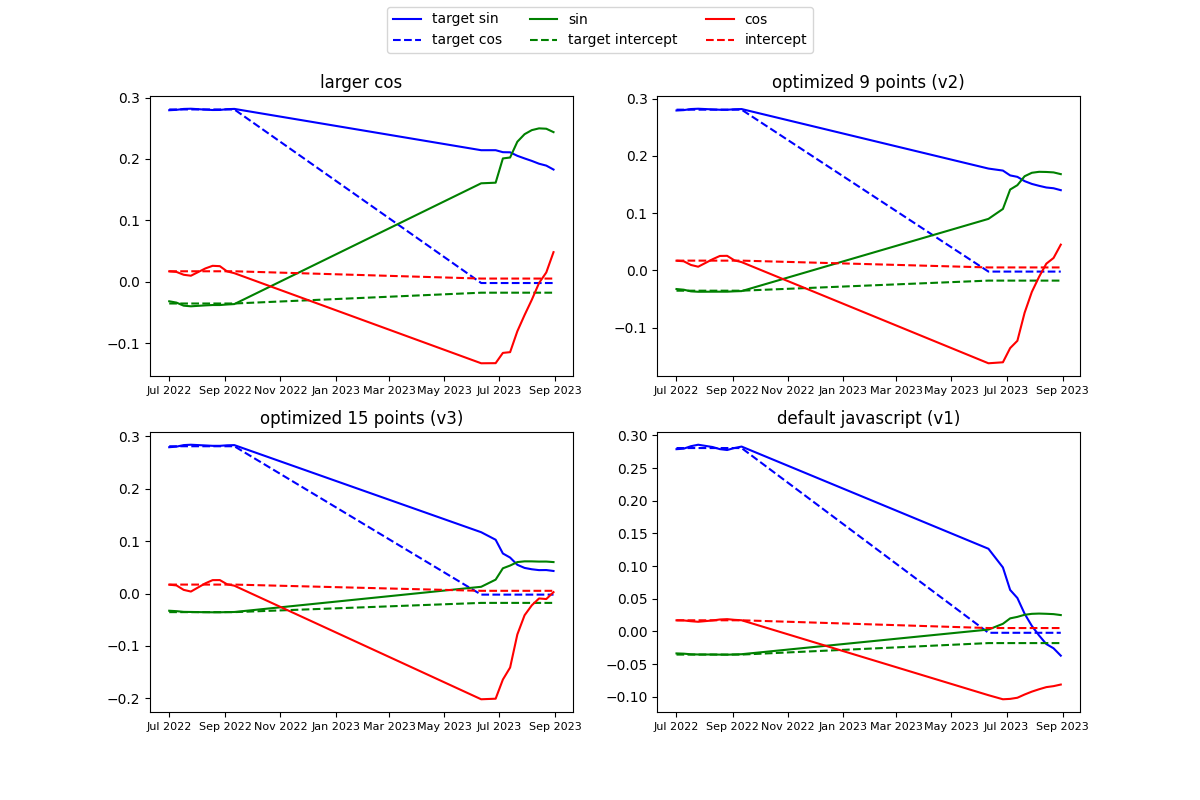 target sin sin cos
target cos target intercept intercept
larger cos
0.3
0.2
0.1
0.0
−0.1
Jul 2022 Sep 2022 Nov 2022 Jan 2023 Mar 2023 May 2023 Jul 2023 Sep 2023
optimized 9 points (v2)
0.3
0.2
0.1
0.0
−0.1
Jul 2022 Sep 2022 Nov 2022 Jan 2023 Mar 2023 May 2023 Jul 2023 Sep 2023
optimized 15 points (v3)
0.3
0.2
0.1
0.0
−0.1
−0.2
Jul 2022 Sep 2022 Nov 2022 Jan 2023 Mar 2023 May 2023 Jul 2023 Sep 2023
default javascript (v1)
0.30
0.25
0.20
0.15
0.10
0.05
0.00
−0.05
−0.10
Jul 2022 Sep 2022 Nov 2022 Jan 2023 Mar 2023 May 2023 Jul 2023 Sep 2023